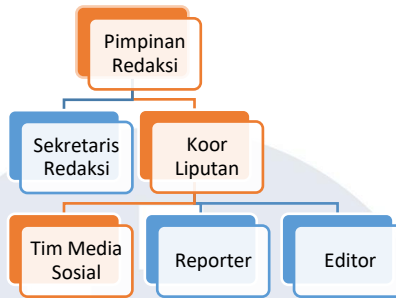 Pimpinan
Redaksi
Sekretaris
Redaksi
Koor
Liputan
Tim Media
Sosial
Reporter
Editor